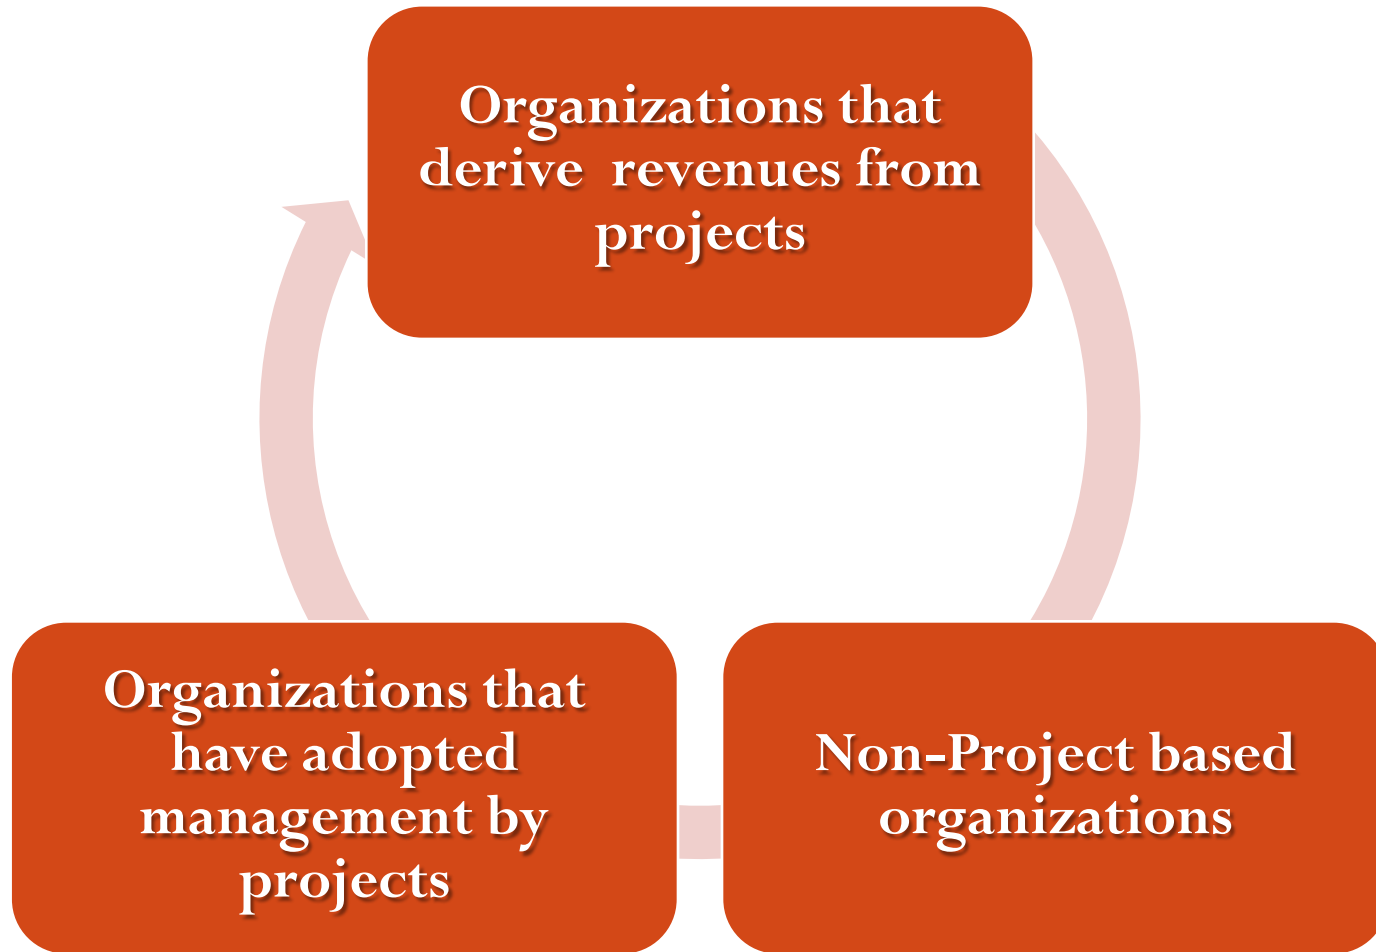 Organizations that
derive  revenues from
projects
Organizations that
have adopted
management by
projects
Non-Project based
organizations